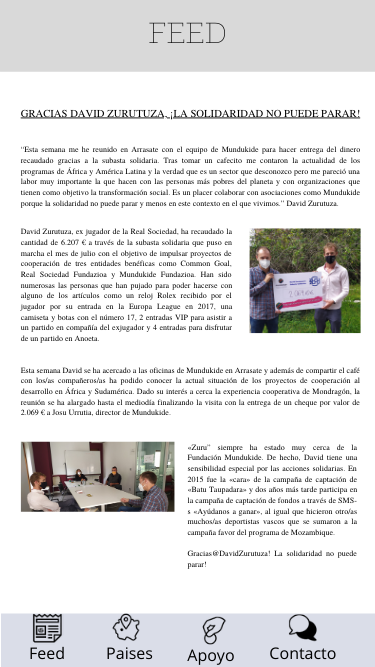 FEED
GRACIAS DAVID ZURUTUZA, ¡LA SOLIDARIDAD NO PUEDE PARAR!
“Esta semana me he reunido en Arrasate con el equipo de Mundukide para hacer entrega del dinero
recaudado gracias a la subasta solidaria. Tras tomar un cafecito me contaron la actualidad de los
programas de África y América Latina y la verdad que es un sector que desconozco pero me pareció una
labor muy importante la que hacen con las personas más pobres del planeta y con organizaciones que
tienen como objetivo la transformación social. Es un placer colaborar con asociaciones como Mundukide
porque la solidaridad no puede parar y menos en este contexto en el que vivimos.” David Zurutuza.
David Zurutuza, ex jugador de la Real Sociedad, ha recaudado la
cantidad de 6.207 € a través de la subasta solidaria que puso en
marcha el mes de julio con el objetivo de impulsar proyectos de
cooperación de tres entidades benéficas como Common Goal,
Real Sociedad Fundazioa y Mundukide Fundazioa. Han sido
numerosas las personas que han pujado para poder hacerse con
alguno de los artículos como un reloj Rolex recibido por el
jugador por su entrada en la Europa League en 2017, una
camiseta y botas con el número 17, 2 entradas VIP para asistir a
un partido en compañía del exjugador y 4 entradas para disfrutar
de un partido en Anoeta.
Esta semana David se ha acercado a las oficinas de Mundukide en Arrasate y además de compartir el café
con los/as compañeros/as ha podido conocer la actual situación de los proyectos de cooperación al
desarrollo en África y Sudamérica. Dado su interés a cerca la experiencia cooperativa de Mondragón, la
reunión se ha alargado hasta el mediodía finalizando la visita con la entrega de un cheque por valor de
2.069 € a Josu Urrutia, director de Mundukide.
«Zuru” siempre ha estado muy cerca de la
Fundación Mundukide. De hecho, David tiene una
sensibilidad especial por las acciones solidarias. En
2015 fue la «cara» de la campaña de captación de
«Batu Taupadara» y dos años más tarde participa en
la campaña de captación de fondos a través de SMS-
s «Ayúdanos a ganar», al igual que hicieron otro/as
muchos/as deportistas vascos que se sumaron a la
campaña favor del programa de Mozambique.
Gracias@DavidZurutuza! La solidaridad no puede
parar!
Feed
Paises
Apoyo
Contacto